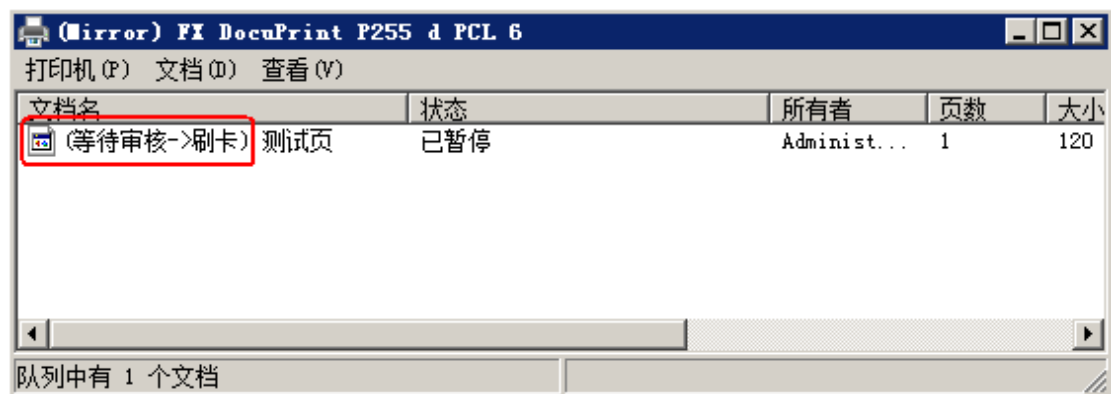 (Mirror) FX DocuPrint P255 d PCL 6
打印机(P) 文档(D) 查看(V)
文档名 状态 所有者 页数 大小
(等待审核->刷卡) 测试页 已暂停 Administ... 1 120
队列中有 1 个文档